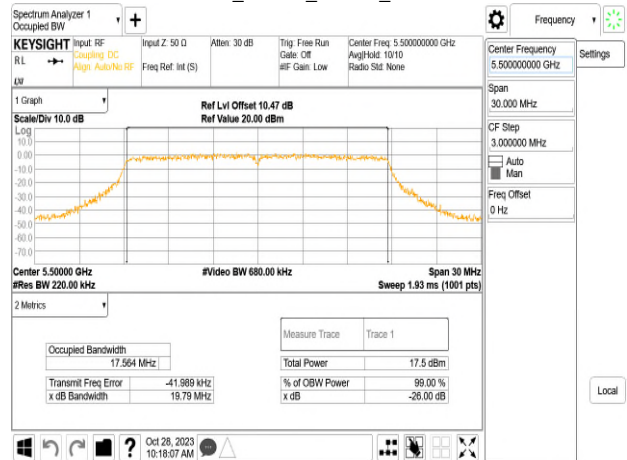 Spectrum Analyzer 1
Occupied BW
Frequency
KEYSIGHT
Input: RF
Input Z: 50 Ω
Atten: 30 dB
Trig: Free Run
Center Freq: 5.500000000 GHz
RL
Coupling: DC
Gate: Off
Avg|Hold: 10/10
Align: Auto/No RF
Freq Ref: Int (S)
#IF Gain: Low
Radio Std: None
LXI
Center Frequency
5.500000000 GHz
Settings
Span
30.000 MHz
CF Step
3.000000 MHz
Auto
Man
Freq Offset
0 Hz
1 Graph
Ref Lvl Offset 10.47 dB
Scale/Div 10.0 dB
Ref Value 20.00 dBm
Log
10.0
0.00
-10.0
-20.0
-30.0
-40.0
-50.0
-60.0
-70.0
Center 5.50000 GHz
#Video BW 680.00 kHz
Span 30 MHz
#Res BW 220.00 kHz
Sweep 1.93 ms (1001 pts)
2 Metrics
Measure Trace
Trace 1
Occupied Bandwidth
17.564 MHz
Total Power
17.5 dBm
Transmit Freq Error
-41.989 kHz
% of OBW Power
99.00 %
x dB Bandwidth
19.79 MHz
x dB
-26.00 dB
Local
Oct 28, 2023
10:18:07 AM